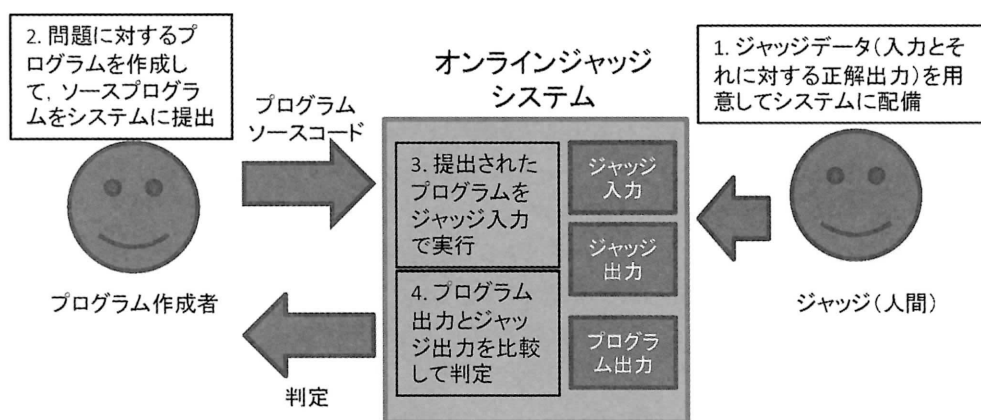 2. 問題に対するプ
ログラムを作成し
て，ソースプログラ
ムをシステムに提出
プログラム
ソースコード
オンラインジャッジ
システム
1. ジャッジデータ（入力とそ
れに対する正解出力）を用
意してシステムに配備
3. 提出された
プログラムを
ジャッジ入力
で実行
ジャッジ
入力
ジャッジ
出力
4. プログラム
出力とジャッ
ジ出力を比較
して判定
プログラ
ム出力
プログラム作成者
判定
ジャッジ（人間）